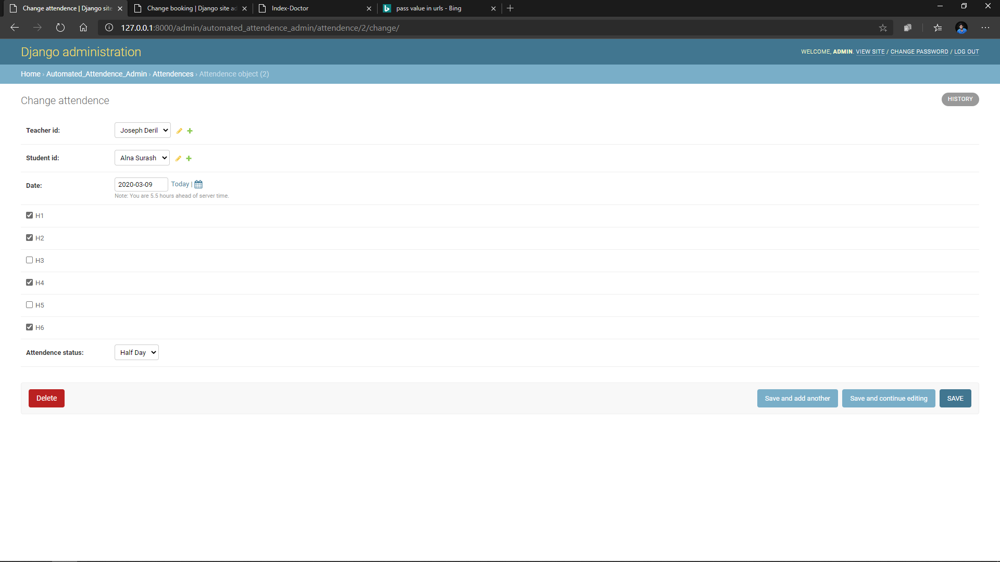 Change attendence | Django site
Change booking | Django site ad
Index-Doctor
pass value in urls - Bing
127.0.0.1:8000/admin/automated_attendence_admin/attendence/2/change/
Django administration
WELCOME, ADMIN. VIEW SITE / CHANGE PASSWORD / LOG OUT
Home › Automated_Attendence_Admin › Attendences › Attendence object (2)
Change attendence
HISTORY
Teacher id: Joseph Deril
Student id: Alna Surash
Date: 2020-03-09 Today |
Note: You are 5.5 hours ahead of server time.
H1
H2
H3
H4
H5
H6
Attendence status: Half Day
Delete
Save and add another
Save and continue editing
SAVE